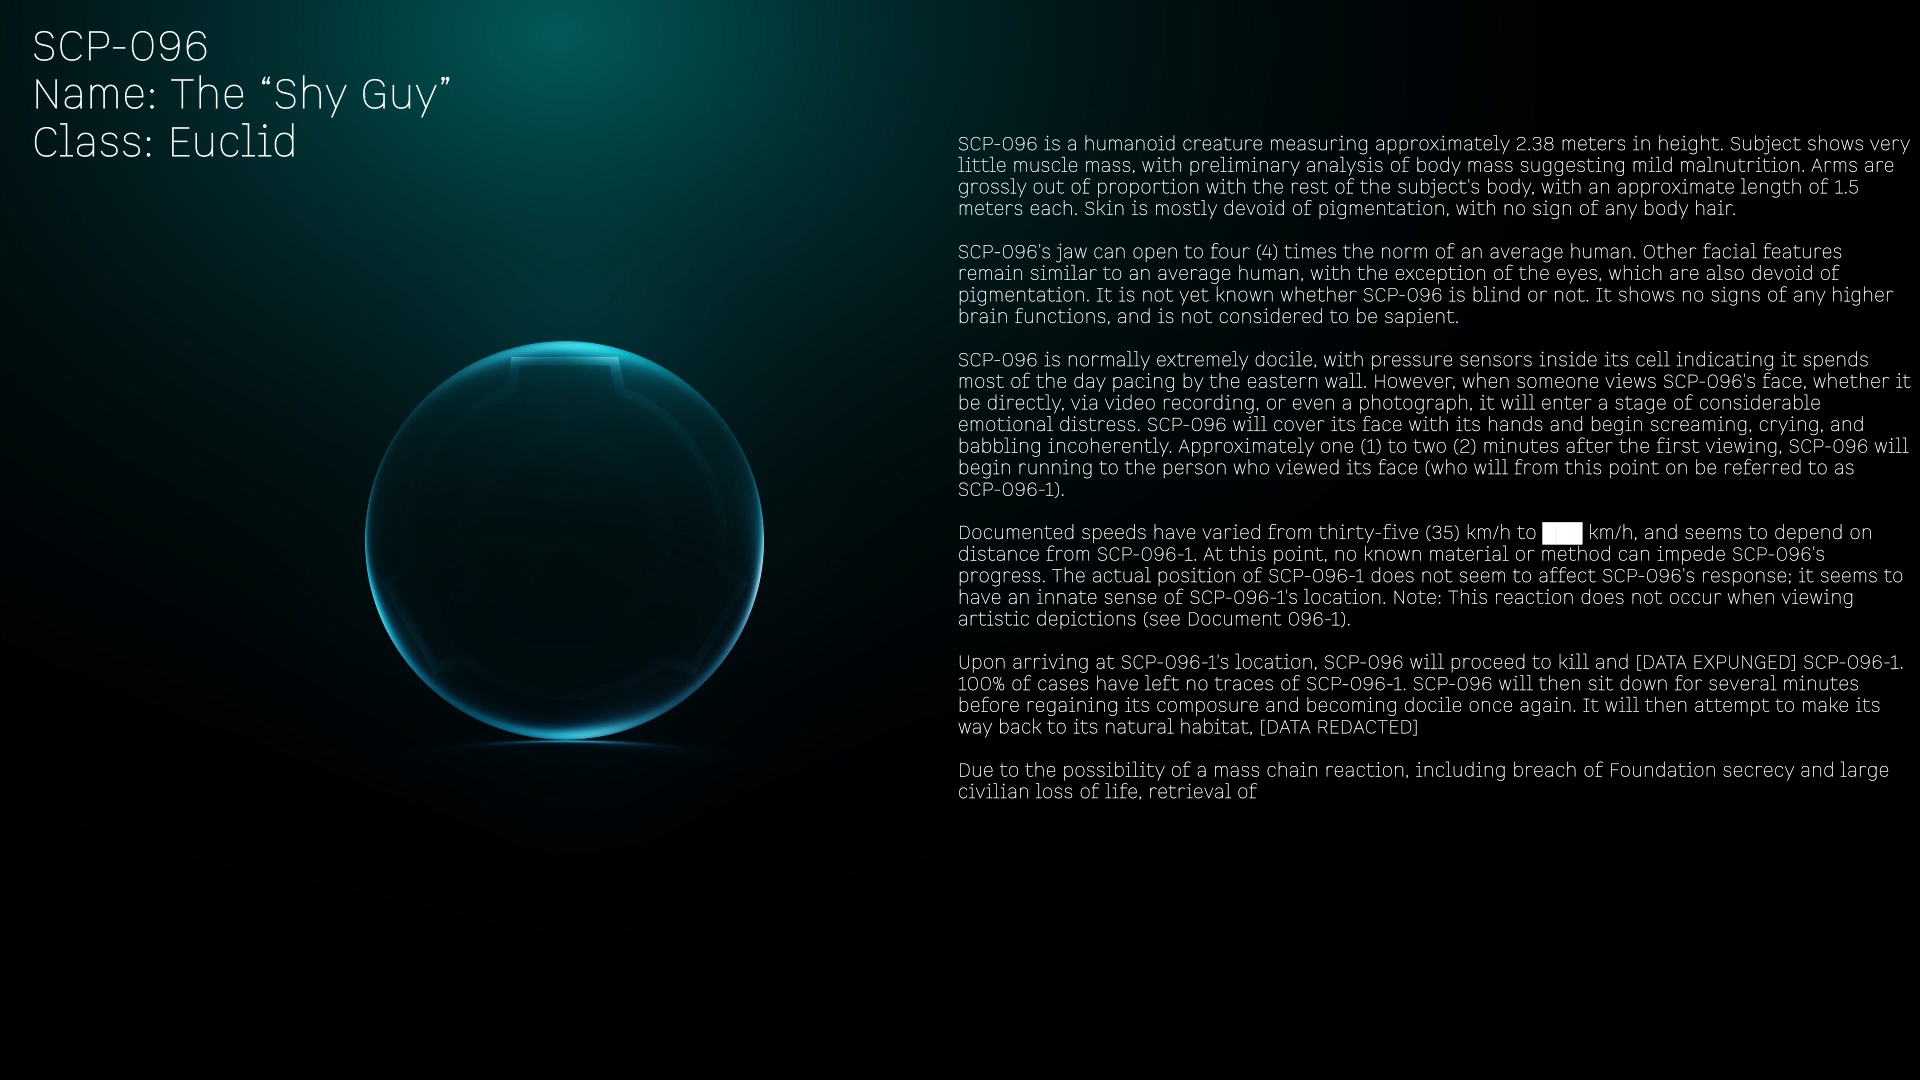 SCP-096
Name: The “Shy Guy”
Class: Euclid
SCP-096 is a humanoid creature measuring approximately 2.38 meters in height. Subject shows very
little muscle mass, with preliminary analysis of body mass suggesting mild malnutrition. Arms are
grossly out of proportion with the rest of the subject's body, with an approximate length of 1.5
meters each. Skin is mostly devoid of pigmentation, with no sign of any body hair.
SCP-096's jaw can open to four (4) times the norm of an average human. Other facial features
remain similar to an average human, with the exception of the eyes, which are also devoid of
pigmentation. It is not yet known whether SCP-096 is blind or not. It shows no signs of any higher
brain functions, and is not considered to be sapient.
SCP-096 is normally extremely docile, with pressure sensors inside its cell indicating it spends
most of the day pacing by the eastern wall. However, when someone views SCP-096's face, whether it
be directly, via video recording, or even a photograph, it will enter a stage of considerable
emotional distress. SCP-096 will cover its face with its hands and begin screaming, crying, and
babbling incoherently. Approximately one (1) to two (2) minutes after the first viewing, SCP-096 will
begin running to the person who viewed its face (who will from this point on be referred to as
SCP-096-1).
Documented speeds have varied from thirty-five (35) km/h to ███ km/h, and seems to depend on
distance from SCP-096-1. At this point, no known material or method can impede SCP-096's
progress. The actual position of SCP-096-1 does not seem to affect SCP-096's response; it seems to
have an innate sense of SCP-096-1's location. Note: This reaction does not occur when viewing
artistic depictions (see Document 096-1).
Upon arriving at SCP-096-1's location, SCP-096 will proceed to kill and [DATA EXPUNGED] SCP-096-1.
100% of cases have left no traces of SCP-096-1. SCP-096 will then sit down for several minutes
before regaining its composure and becoming docile once again. It will then attempt to make its
way back to its natural habitat, [DATA REDACTED]
Due to the possibility of a mass chain reaction, including breach of Foundation secrecy and large
civilian loss of life, retrieval of